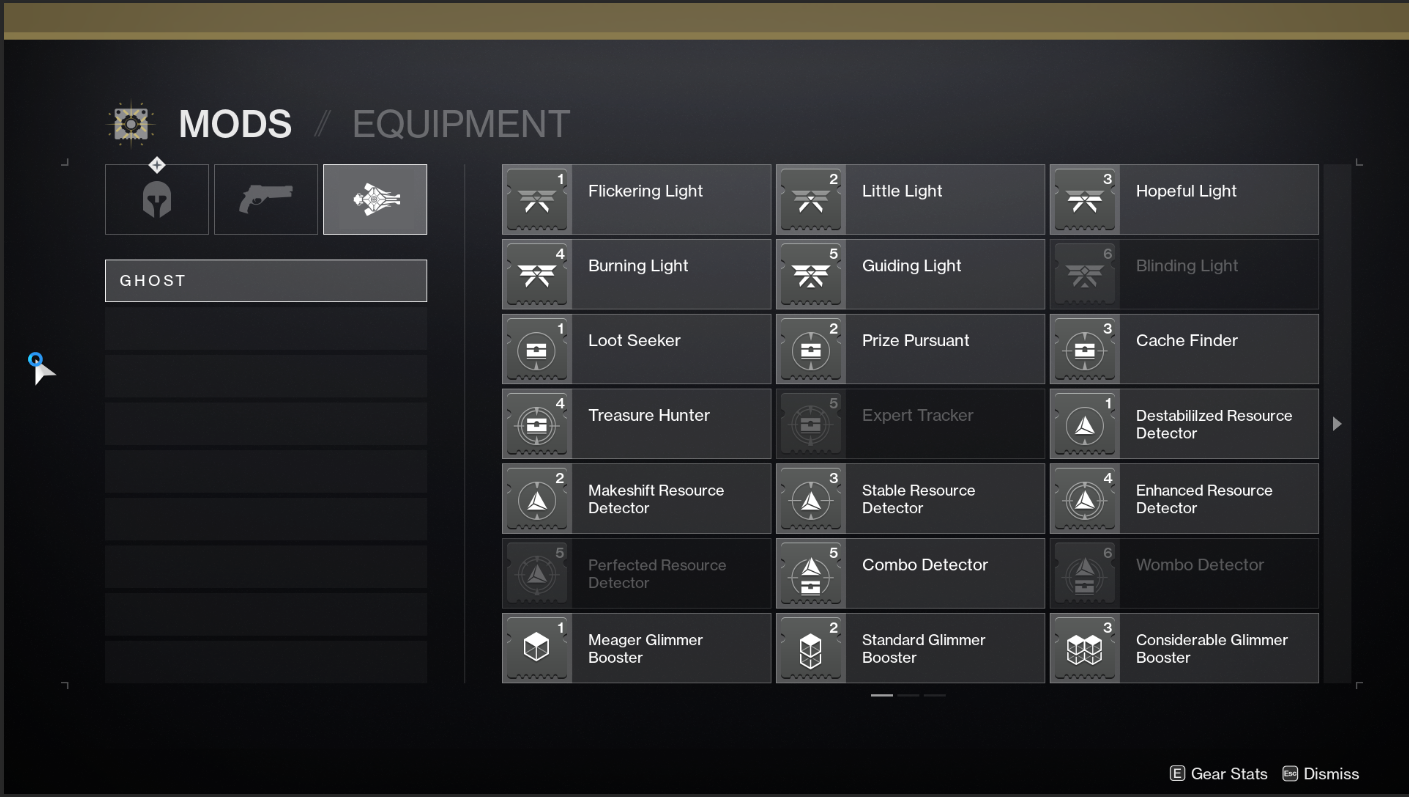 MODS // EQUIPMENT
GHOST
1 Flickering Light
2 Little Light
3 Hopeful Light
4 Burning Light
5 Guiding Light
6 Blinding Light
1 Loot Seeker
2 Prize Pursuant
3 Cache Finder
4 Treasure Hunter
5 Expert Tracker
1 Destabililzed Resource
Detector
2 Makeshift Resource
Detector
3 Stable Resource
Detector
4 Enhanced Resource
Detector
5 Perfected Resource
Detector
5 Combo Detector
6 Wombo Detector
1 Meager Glimmer
Booster
2 Standard Glimmer
Booster
3 Considerable Glimmer
Booster
E Gear Stats Esc Dismiss